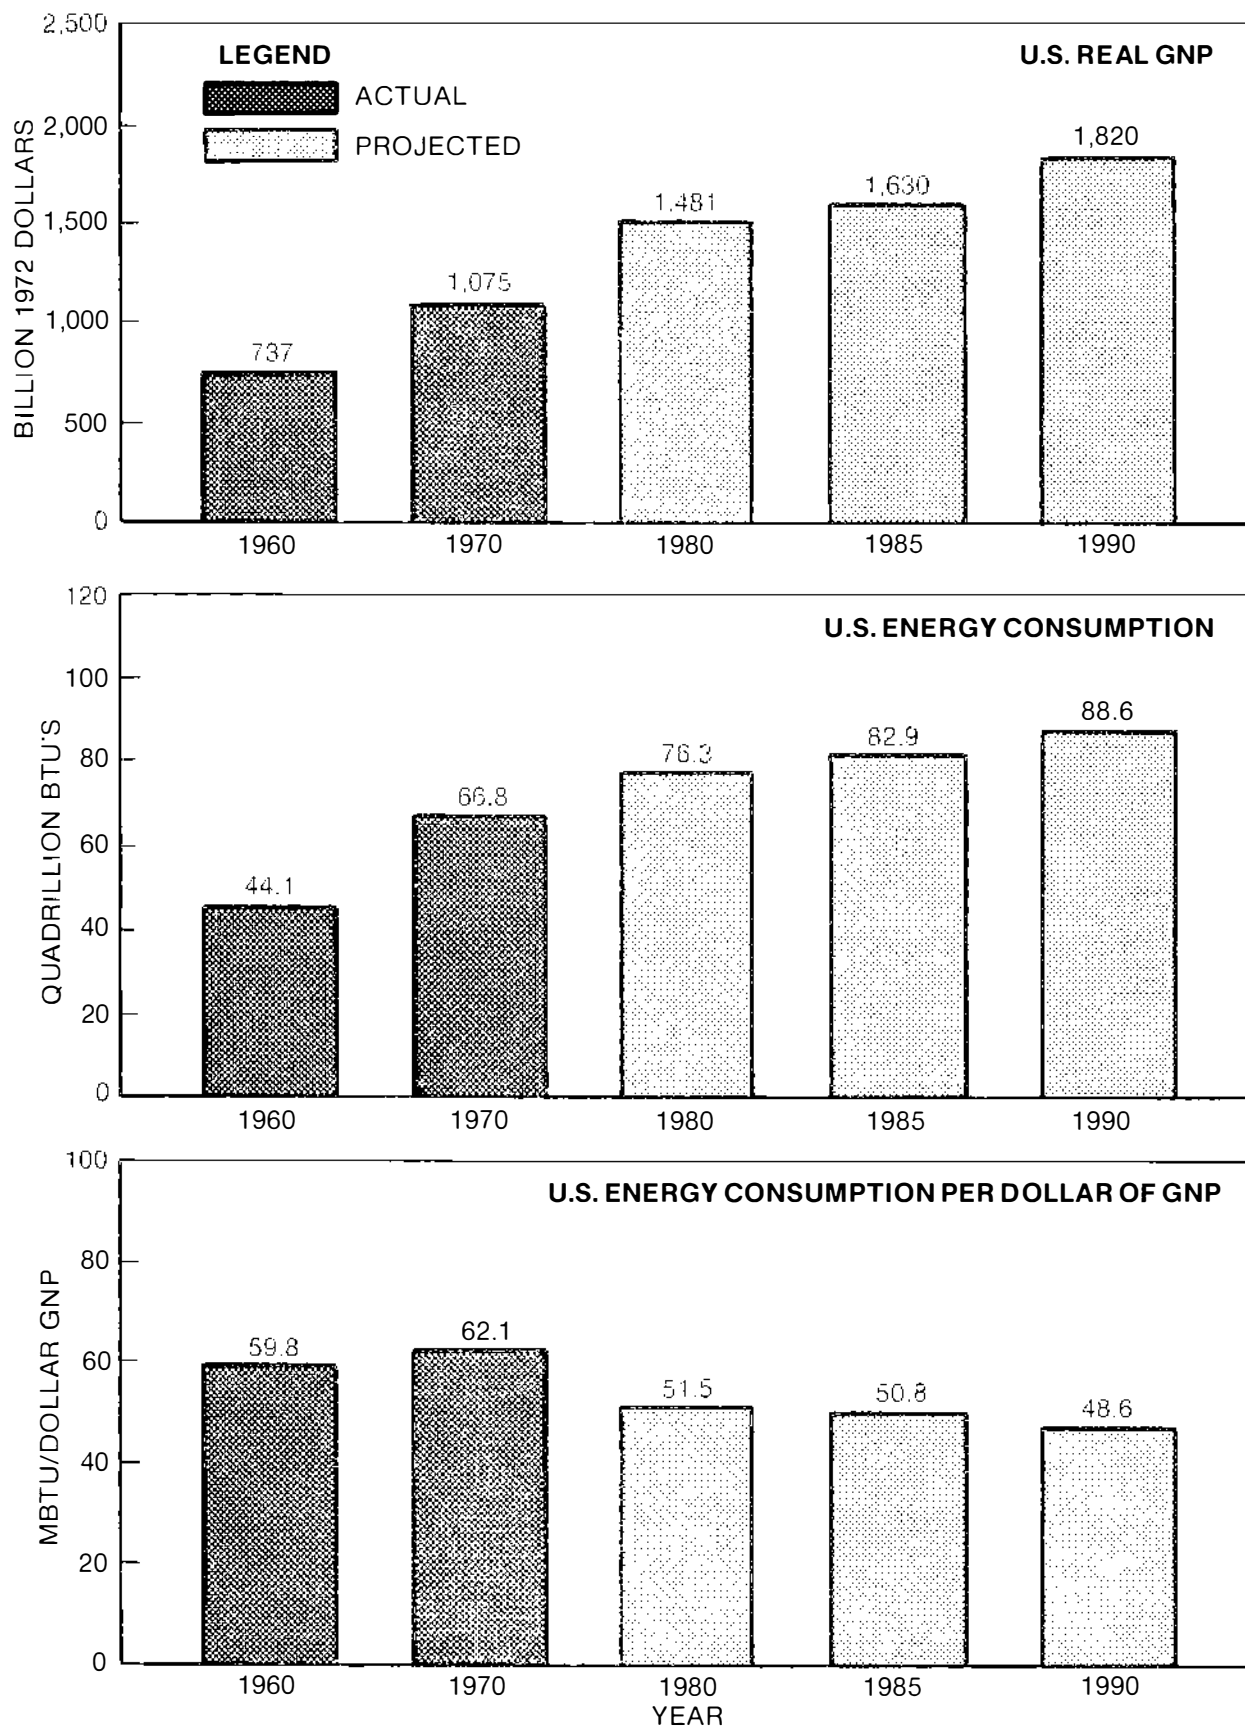 2,500
LEGEND
U.S. REAL GNP
ACTUAL
PROJECTED
2,000
1,500
1,000
500
0
BILLION 1972 DOLLARS
737
1,075
1,481
1,630
1,820
1960 1970 1980 1985 1990
120
U.S. ENERGY CONSUMPTION
100
80
60
40
20
0
QUADRILLION BTU'S
44.1
66.8
76.3
82.9
88.6
1960 1970 1980 1985 1990
100
U.S. ENERGY CONSUMPTION PER DOLLAR OF GNP
80
60
40
20
0
MBTU/DOLLAR GNP
59.8
62.1
51.5
50.8
48.6
1960 1970 1980 1985 1990
YEAR